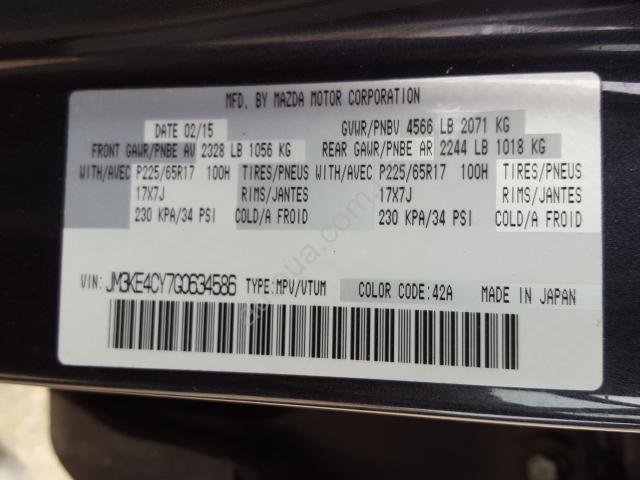 MFD. BY MAZDA MOTOR CORPORATION
DATE 02/15 GVWR/PNBV 4566 LB 2071 KG
FRONT GAWR/PNBE AV 2328 LB 1056 KG REAR GAWR/PNBE AR 2244 LB 1018 KG
WITH/AVEC P225/65R17 100H TIRES/PNEUS WITH/AVEC P225/65R17 100H TIRES/PNEUS
17X7J RIMS/JANTES 17X7J RIMS/JANTES
230 KPA/34 PSI COLD/A FROID 230 KPA/34 PSI COLD/A FROID
VIN: JM3KE4CY7G0634586 TYPE:MPV/VTUM COLOR CODE:42A MADE IN JAPAN